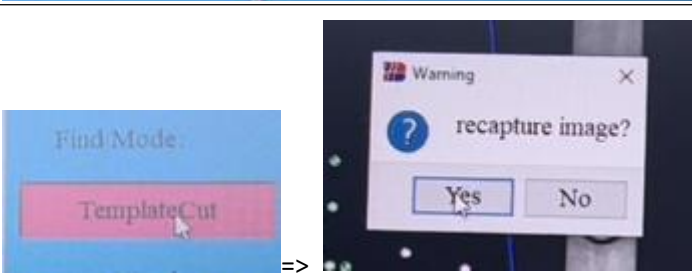 Warning
recapture image?
Find Mode:
TemplateCut
Yes No
=>